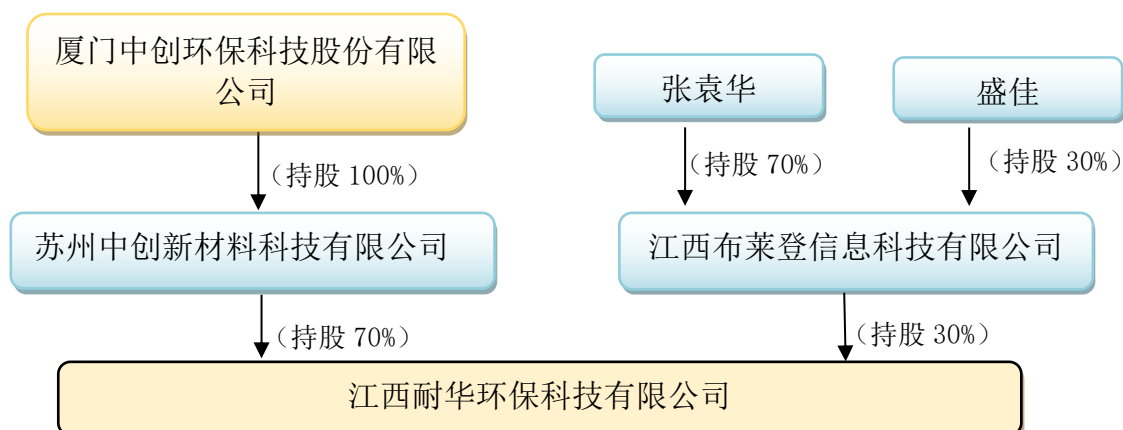 厦门中创环保科技股份有限
公司
张袁华
盛佳
（持股 100%）
（持股 70%）
（持股 30%）
苏州中创新材料科技有限公司
江西布莱登信息科技有限公司
（持股 70%）
（持股 30%）
江西耐华环保科技有限公司